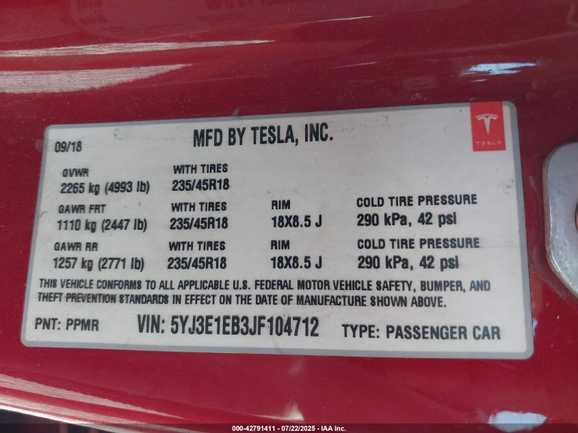 MFD BY TESLA, INC.
TESLA
09/18
GVWR WITH TIRES
2265 kg (4993 lb) 235/45R18
GAWR FRT WITH TIRES RIM COLD TIRE PRESSURE
1110 kg (2447 lb) 235/45R18 18X8.5 J 290 kPa, 42 psi
GAWR RR WITH TIRES RIM COLD TIRE PRESSURE
1257 kg (2771 lb) 235/45R18 18X8.5 J 290 kPa, 42 psi
THIS VEHICLE CONFORMS TO ALL APPLICABLE U.S. FEDERAL MOTOR VEHICLE SAFETY, BUMPER, AND
THEFT PREVENTION STANDARDS IN EFFECT ON THE DATE OF MANUFACTURE SHOWN ABOVE.
PNT: PPMR VIN: 5YJ3E1EB3JF104712 TYPE: PASSENGER CAR
000-42791411 - 07/22/2025 - IAA Inc.